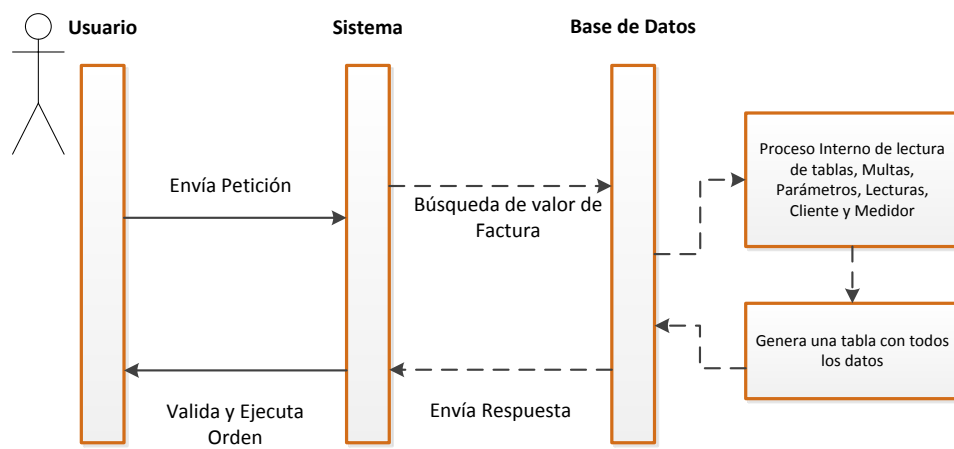 Usuario
Sistema
Base de Datos
Envía Petición
Búsqueda de valor de
Factura
Proceso Interno de lectura
de tablas, Multas,
Parámetros, Lecturas,
Cliente y Medidor
Genera una tabla con todos
los datos
Valida y Ejecuta
Orden
Envía Respuesta